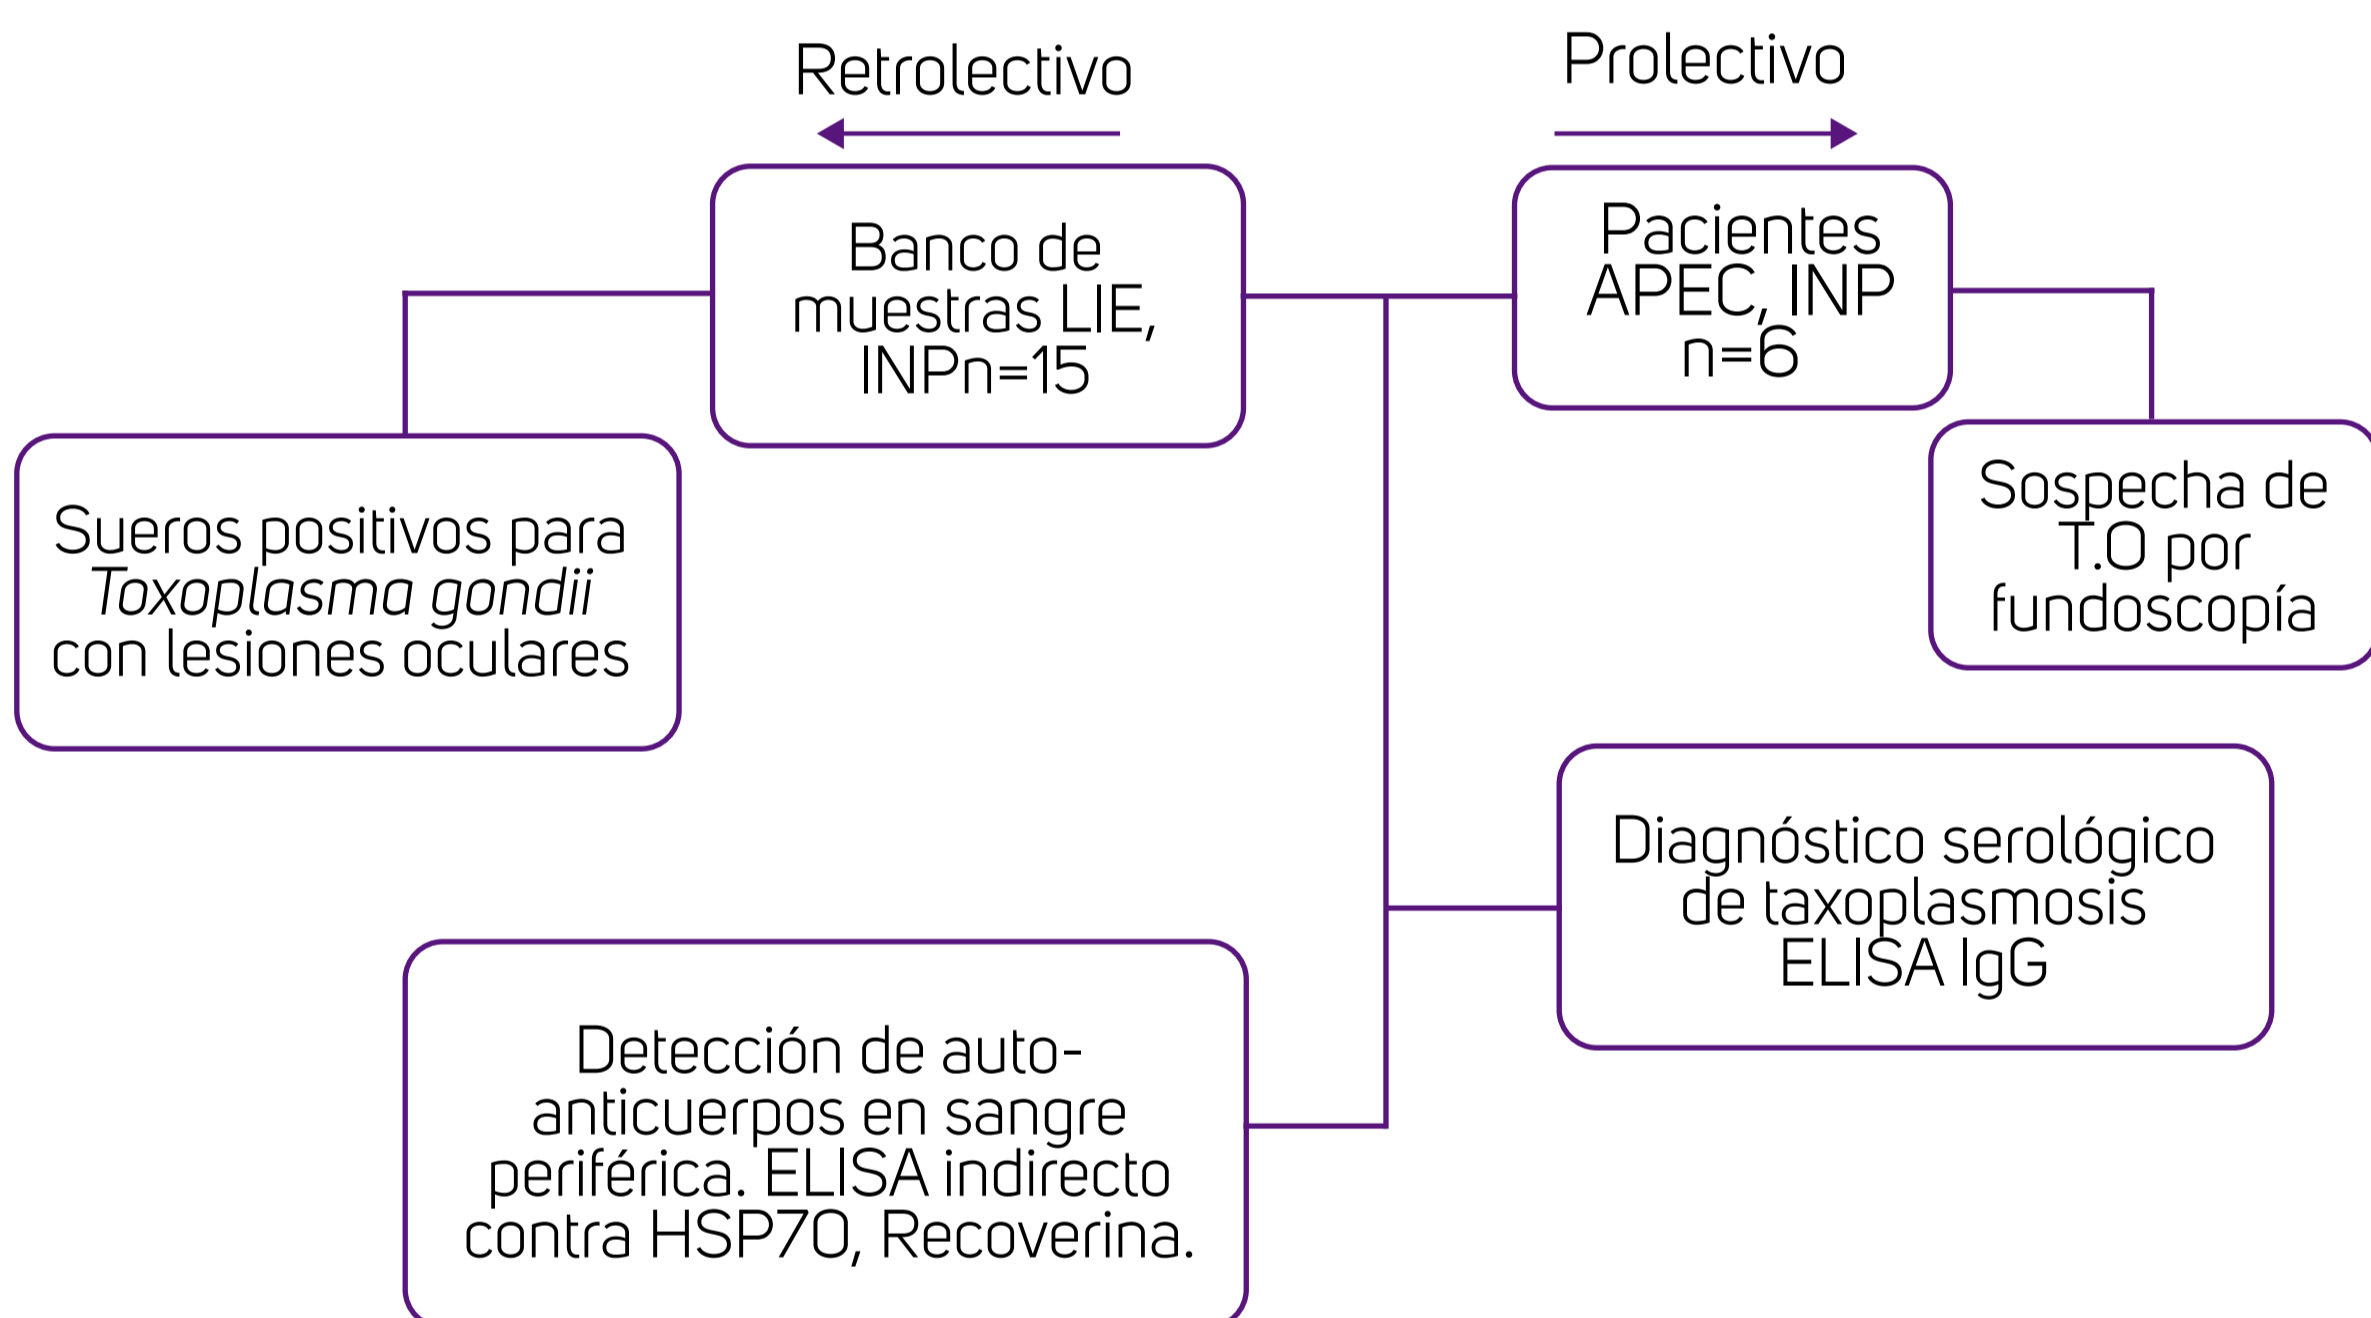 Retrolectivo
Prolectivo
Banco de
muestras LIE,
INPn=15
Pacientes
APEC, INP
n=6
Sueros positivos para
Toxoplasma gondii
con lesiones oculares
Sospecha de
T.O por
fundoscopía
Diagnóstico serológico
de taxoplasmosis
ELISA IgG
Detección de auto-
anticuerpos en sangre
periférica. ELISA indirecto
contra HSP70, Recoverina.